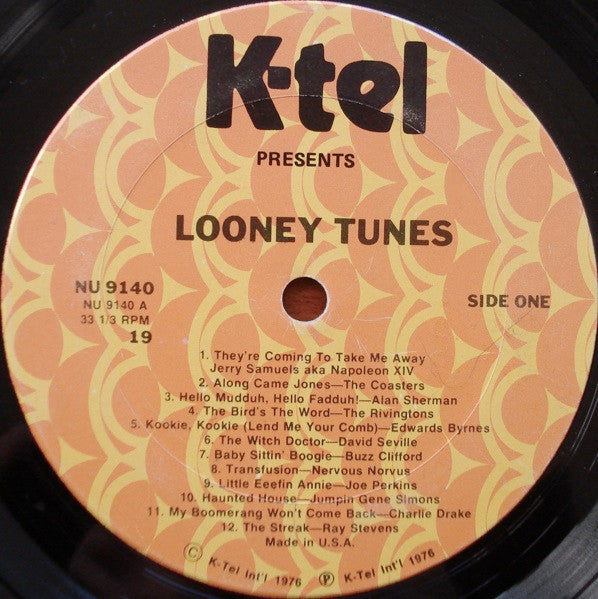 K-tel
PRESENTS
LOONEY TUNES
NU 9140
NU 9140 A
33 1/3 RPM
19
SIDE ONE
1. They're Coming To Take Me Away
Jerry Samuels aka Napoleon XIV
2. Along Came Jones—The Coasters
3. Hello Mudduh, Hello Fadduh!—Alan Sherman
4. The Bird's The Word—The Rivingtons
5. Kookie, Kookie (Lend Me Your Comb)—Edwards Byrnes
6. The Witch Doctor—David Seville
7. Baby Sittin' Boogie—Buzz Clifford
8. Transfusion—Nervous Norvus
9. Little Eeefin Annie—Joe Perkins
10. Haunted House—Jumpin Gene Simons
11. My Boomerang Won't Come Back—Charlie Drake
12. The Streak—Ray Stevens
Made in U.S.A.
© K-Tel Int'l 1976 ℗ K-Tel Int'l 1976